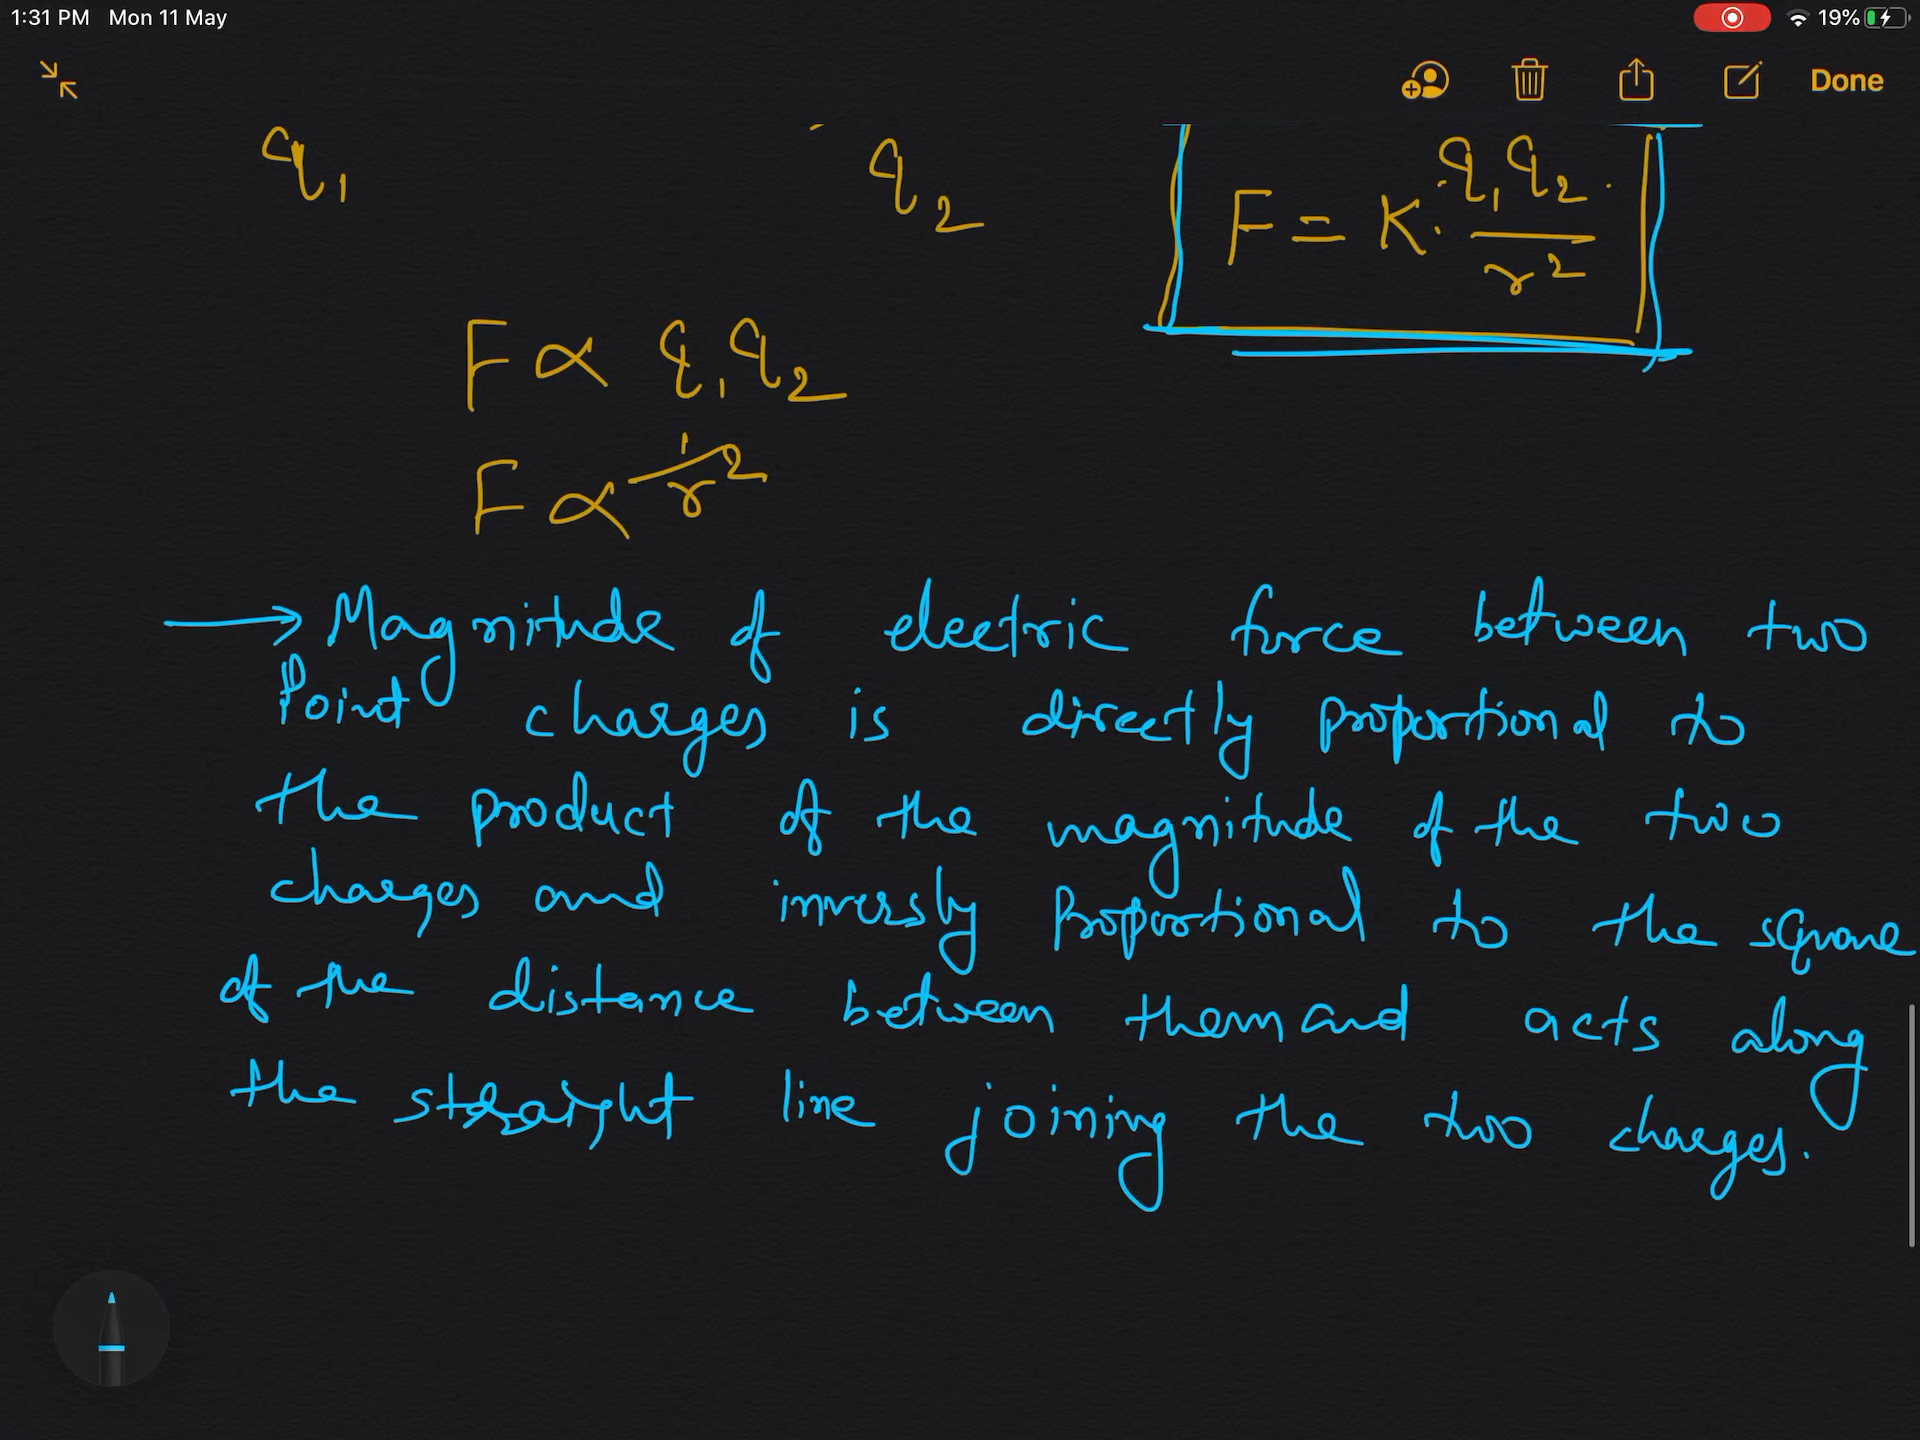 1:31 PM Mon 11 May 19%
Done
q₁ q₂ F = K · q₁q₂ / r²
F ∝ q₁q₂
F ∝ 1/r²
→ Magnitude of electric force between two
Point charges is directly proportional to
the product of the magnitude of the two
charges and inversly Proportional to the square
of the distance between them and acts along
the straight line joining the two charges.